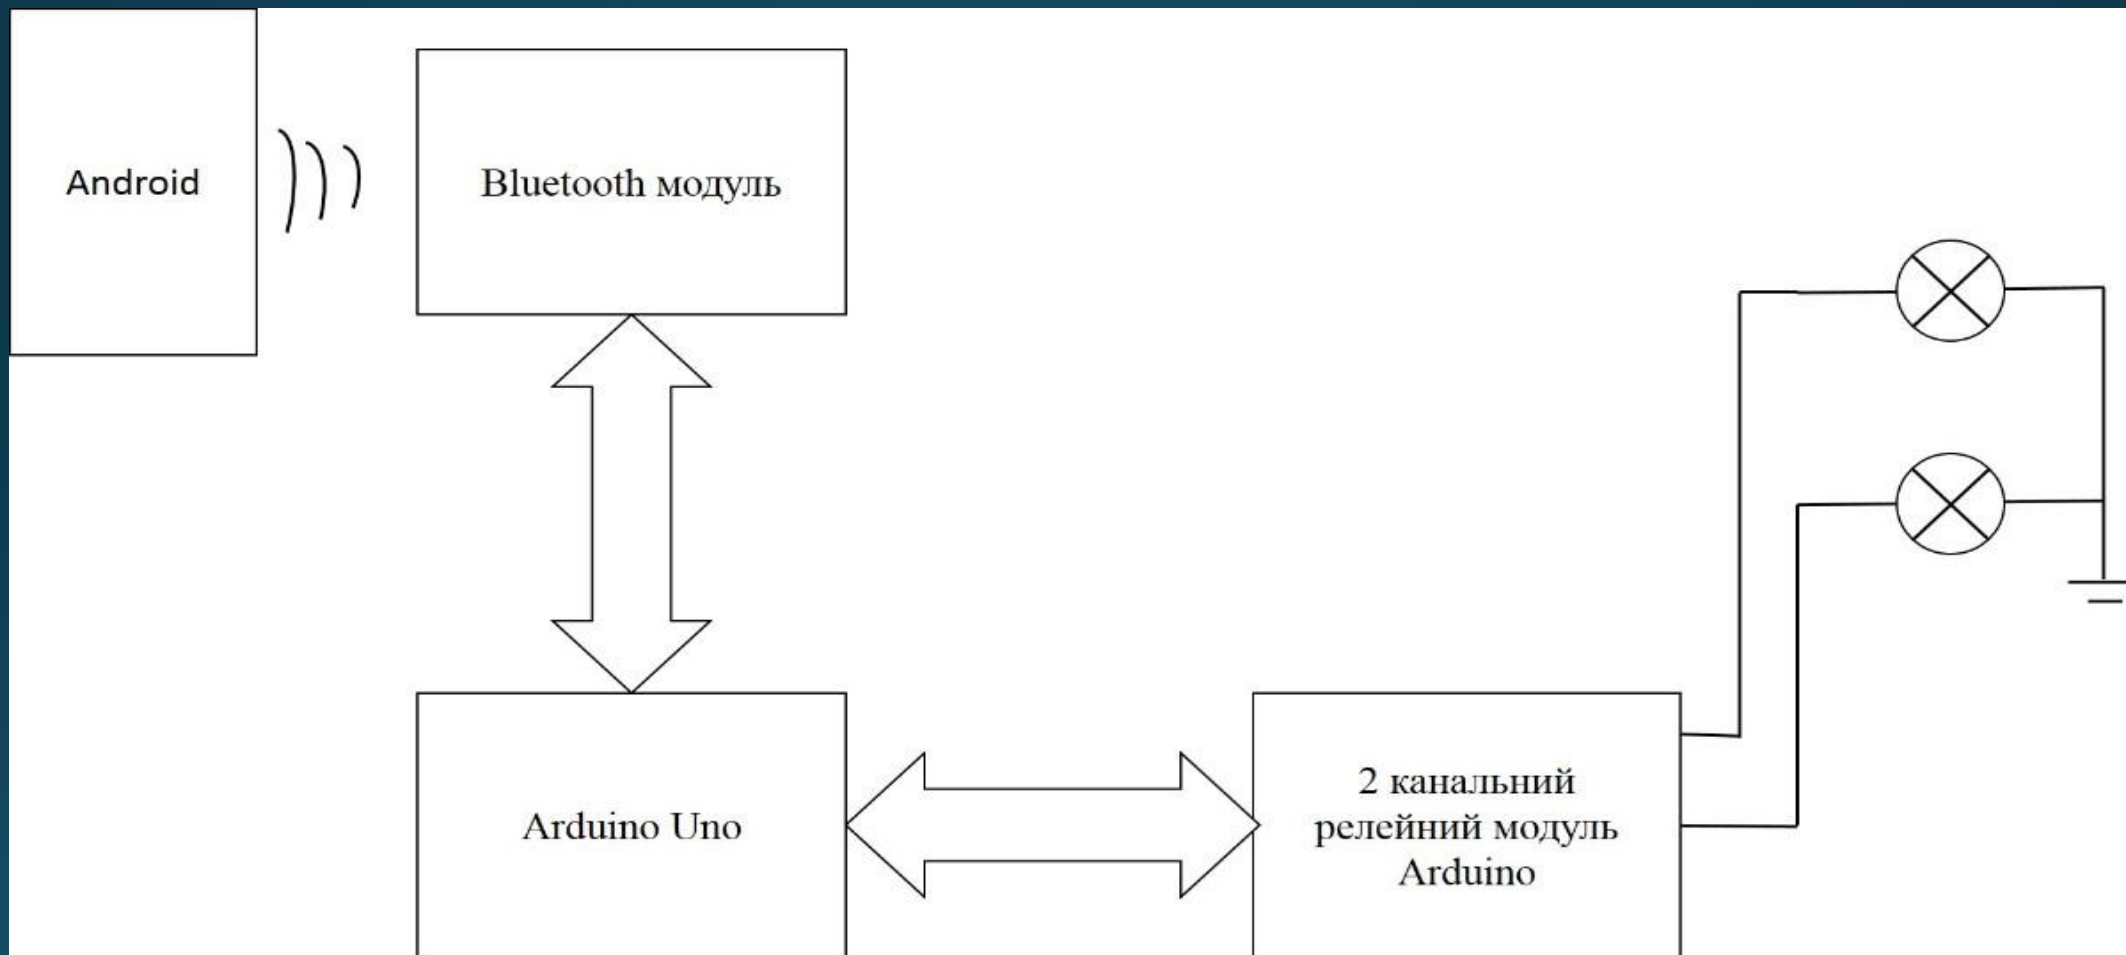 Android
Bluetooth модуль
Arduino Uno
2 канальний
релейний модуль
Arduino